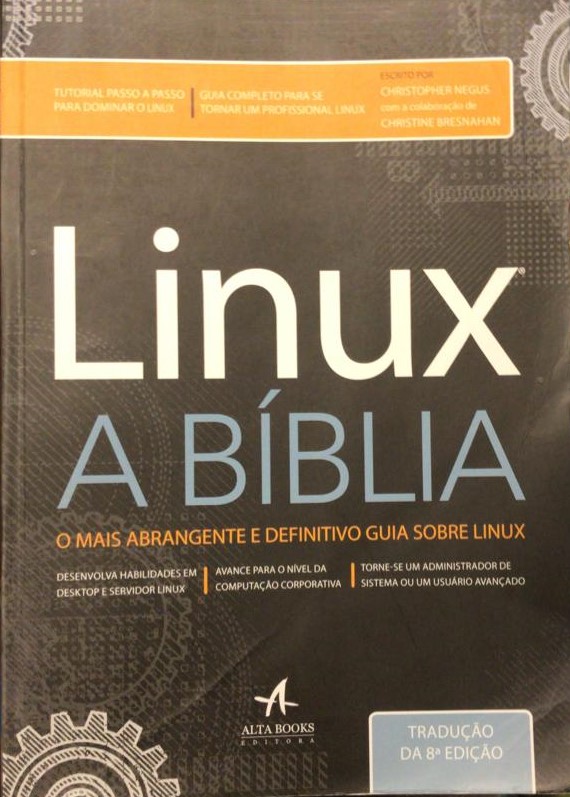 TUTORIAL PASSO A PASSO
PARA DOMINAR O LINUX
GUIA COMPLETO PARA SE
TORNAR UM PROFISSIONAL LINUX
ESCRITO POR
CHRISTOPHER NEGUS
com a colaboração de
CHRISTINE BRESNAHAN
Linux®
A BÍBLIA
O MAIS ABRANGENTE E DEFINITIVO GUIA SOBRE LINUX
DESENVOLVA HABILIDADES EM
DESKTOP E SERVIDOR LINUX
AVANCE PARA O NÍVEL DA
COMPUTAÇÃO CORPORATIVA
TORNE-SE UM ADMINISTRADOR DE
SISTEMA OU UM USUÁRIO AVANÇADO
ALTA BOOKS
EDITORA
TRADUÇÃO
DA 8ª EDIÇÃO